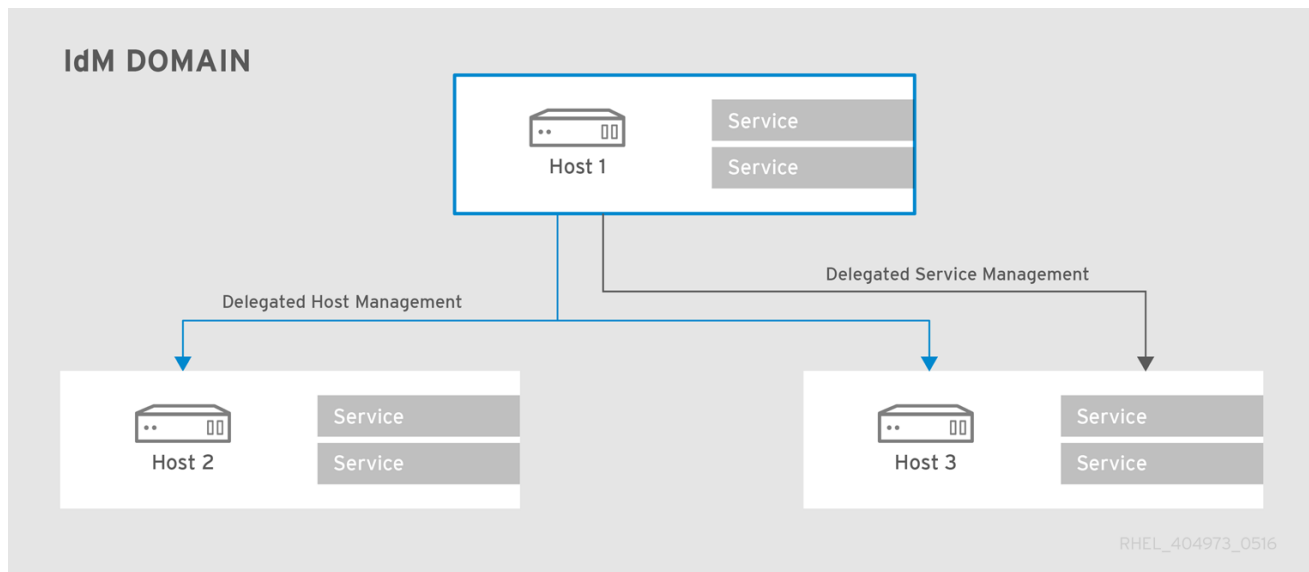 IdM DOMAIN
Service
Service
Host 1
Delegated Service Management
Delegated Host Management
Service
Service
Host 2
Service
Service
Host 3
RHEL_404973_0516